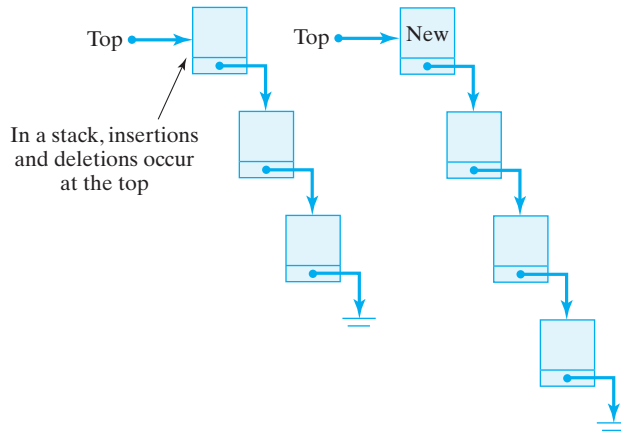 Top
Top
New
In a stack, insertions
and deletions occur
at the top